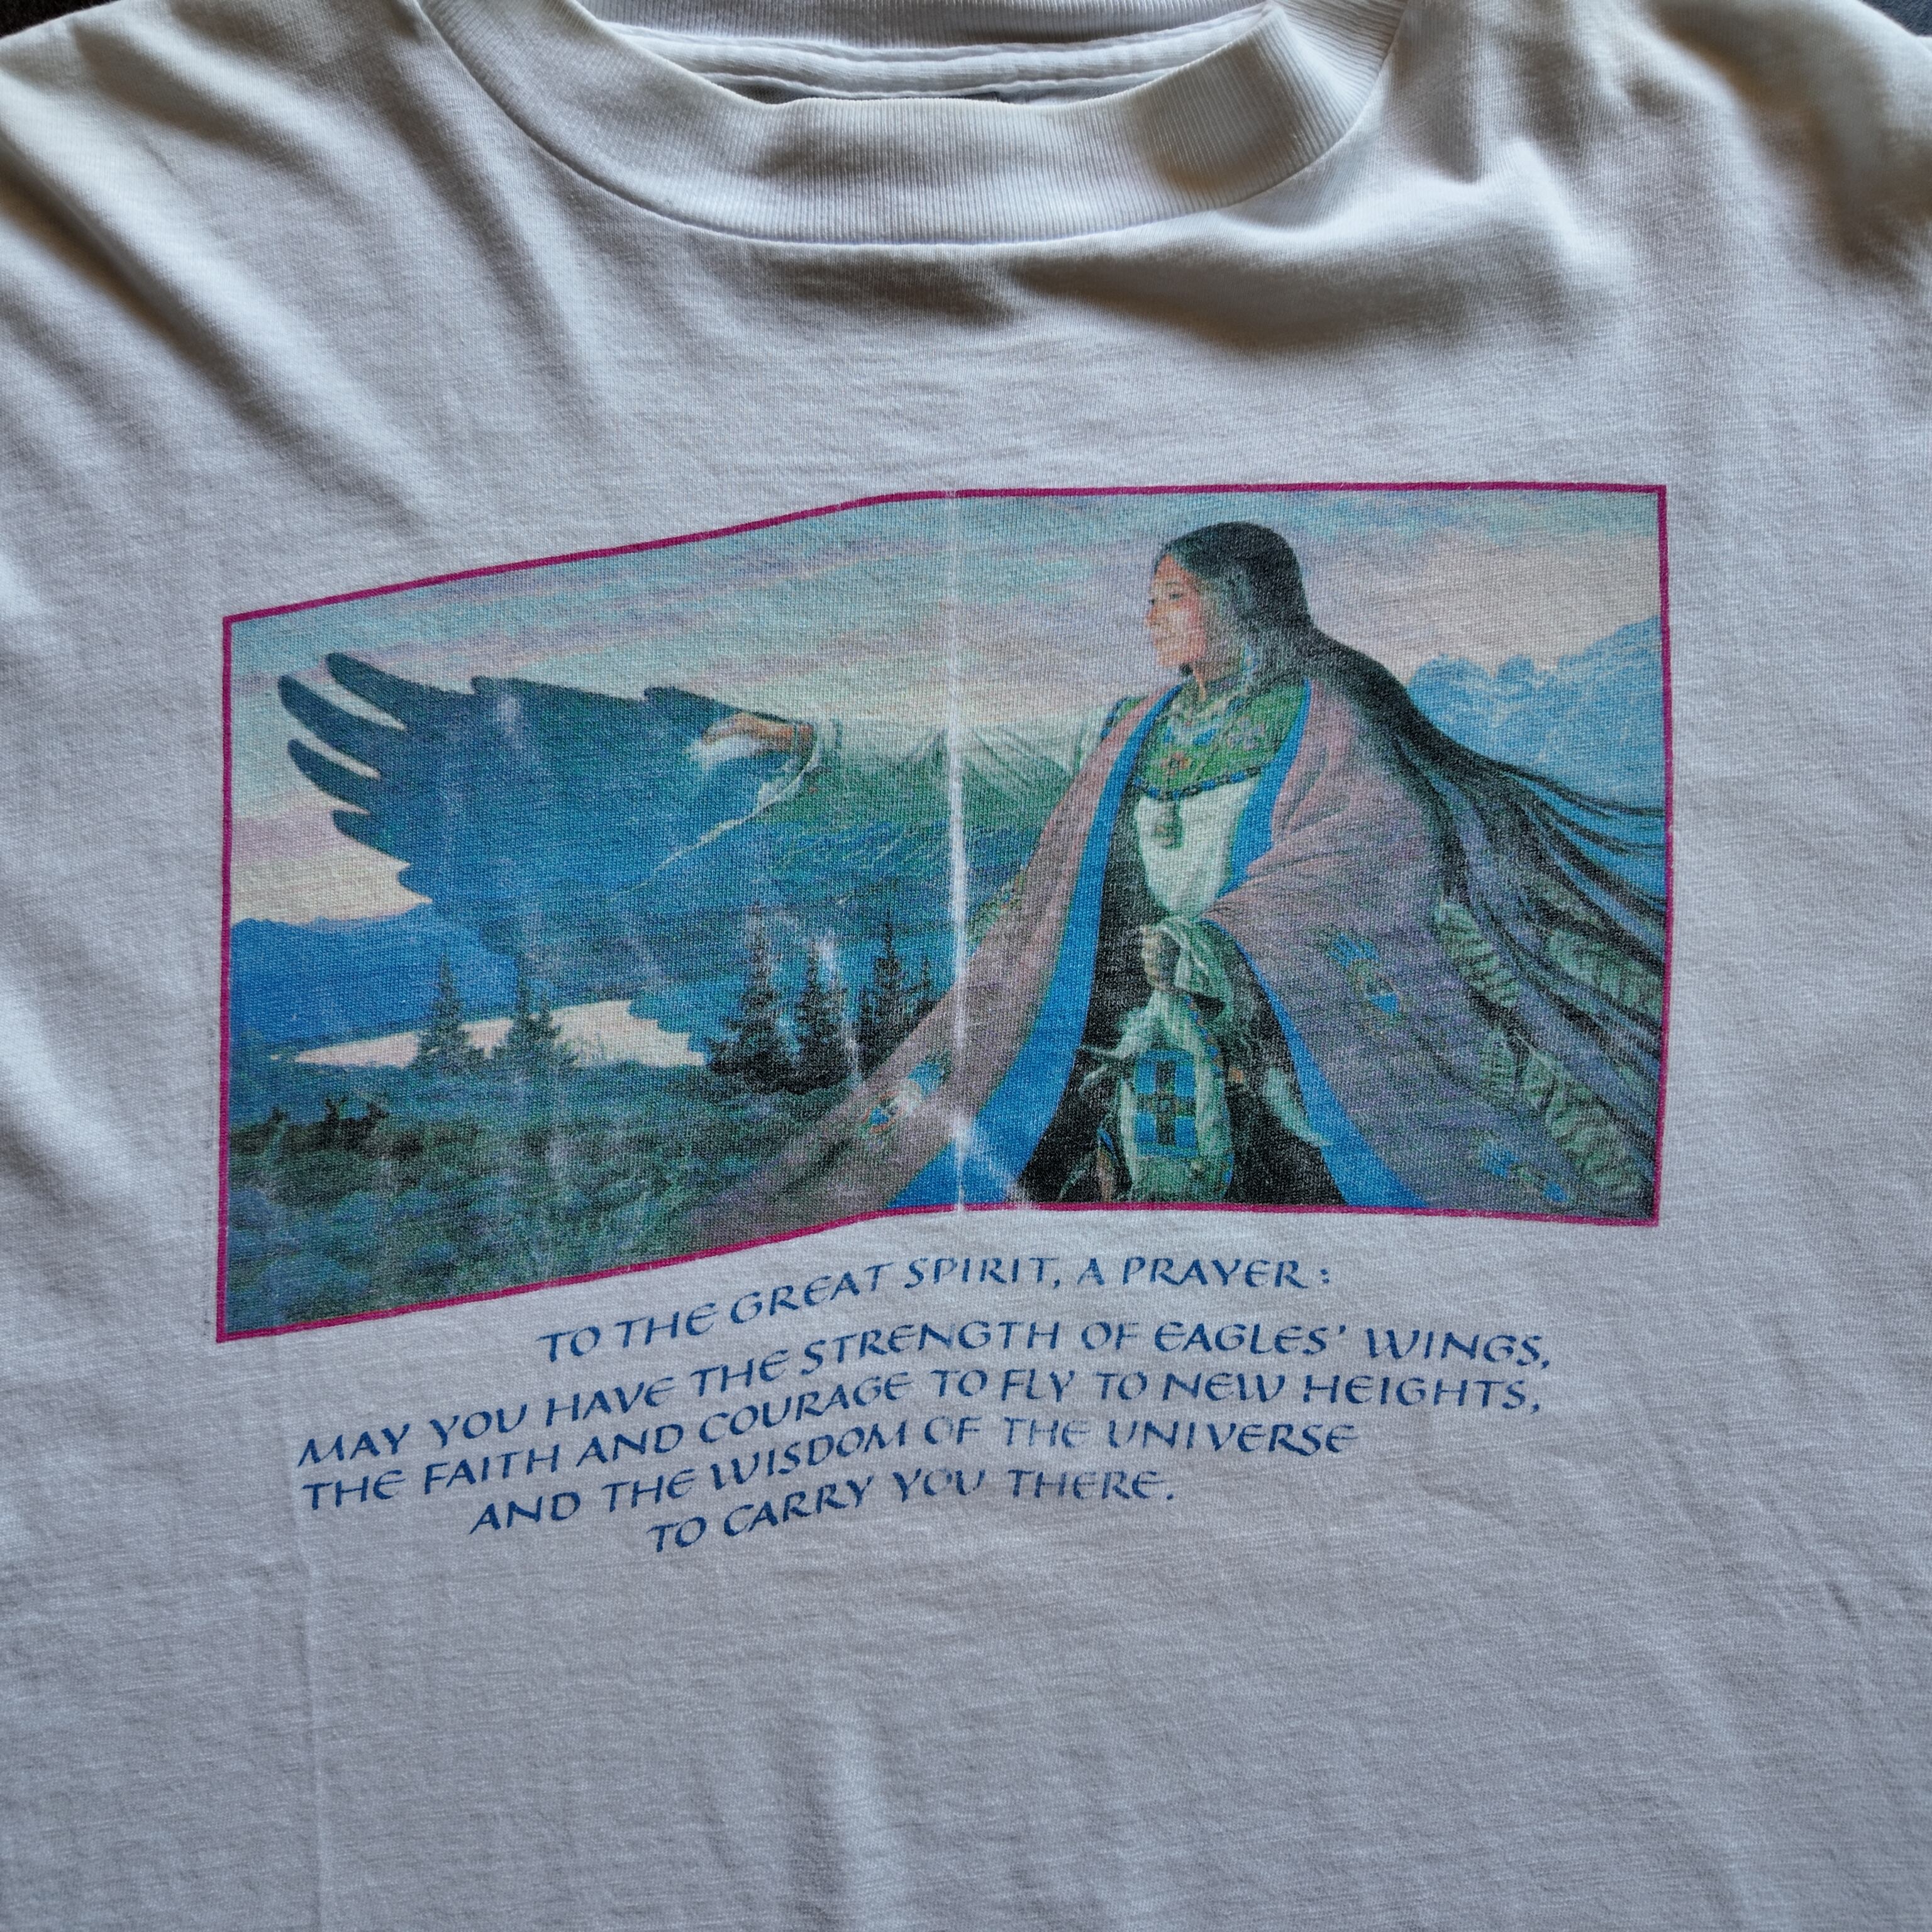 TO THE GREAT SPIRIT, A PRAYER:
MAY YOU HAVE THE STRENGTH OF EAGLES' WINGS,
THE FAITH AND COURAGE TO FLY TO NEW HEIGHTS,
AND THE WISDOM OF THE UNIVERSE
TO CARRY YOU THERE.